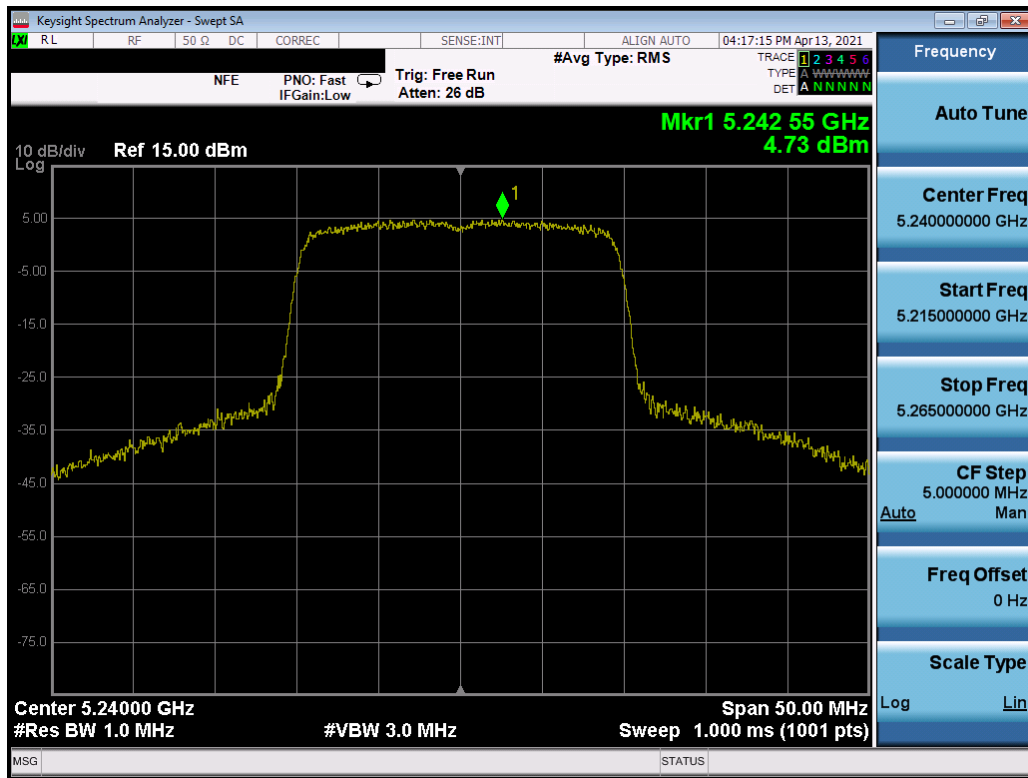 Keysight Spectrum Analyzer - Swept SA
LXI RL RF 50 Ω DC CORREC SENSE:INT ALIGN AUTO 04:17:15 PM Apr 13, 2021
#Avg Type: RMS
TRACE 1 2 3 4 5 6
TYPE A WWWWW
DET A N N N N N
NFE
PNO: Fast
IFGain:Low
Trig: Free Run
Atten: 26 dB
Mkr1 5.242 55 GHz
4.73 dBm
10 dB/div Ref 15.00 dBm
Log
1
5.00
-5.00
-15.0
-25.0
-35.0
-45.0
-55.0
-65.0
-75.0
Center 5.24000 GHz Span 50.00 MHz
#Res BW 1.0 MHz #VBW 3.0 MHz Sweep 1.000 ms (1001 pts)
MSG STATUS
Frequency
Auto Tune
Center Freq
5.240000000 GHz
Start Freq
5.215000000 GHz
Stop Freq
5.265000000 GHz
CF Step
5.000000 MHz
Auto Man
Freq Offset
0 Hz
Scale Type
Log Lin